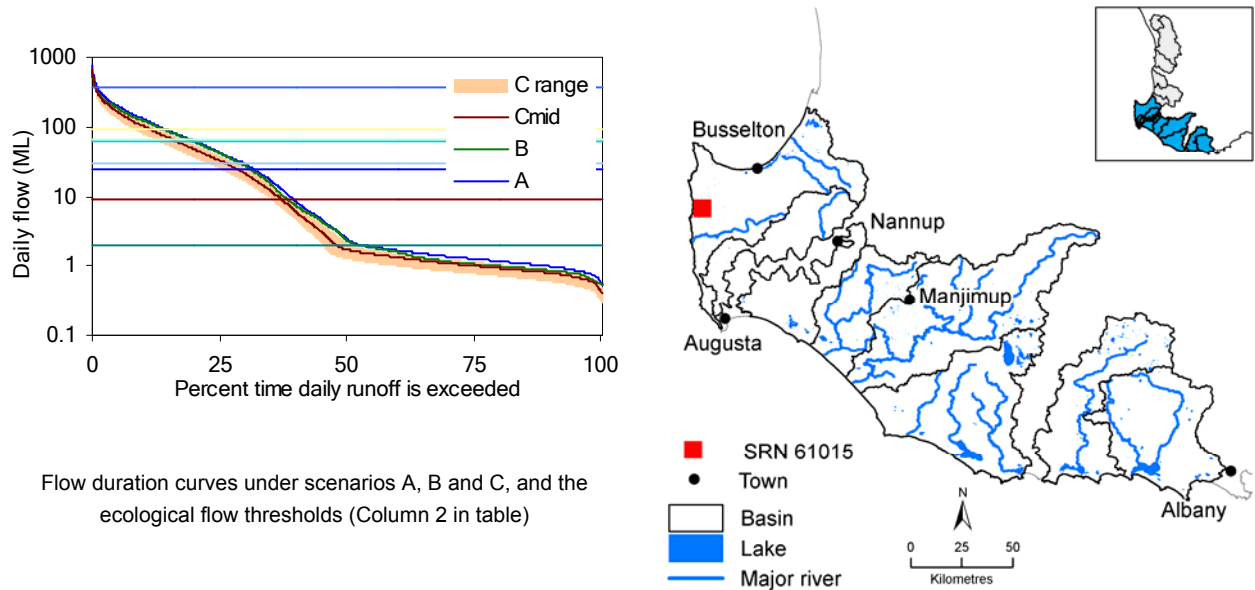 1000
100
10
1
0.1
Daily flow (ML)
C range
Cmid
B
A
0
25
50
75
100
Percent time daily runoff is exceeded
Flow duration curves under scenarios A, B and C, and the
ecological flow thresholds (Column 2 in table)
Busselton
Nannup
Manjimup
Augusta
Albany
SRN 61015
Town
Basin
Lake
Major river
N
0 25 50
Kilometres